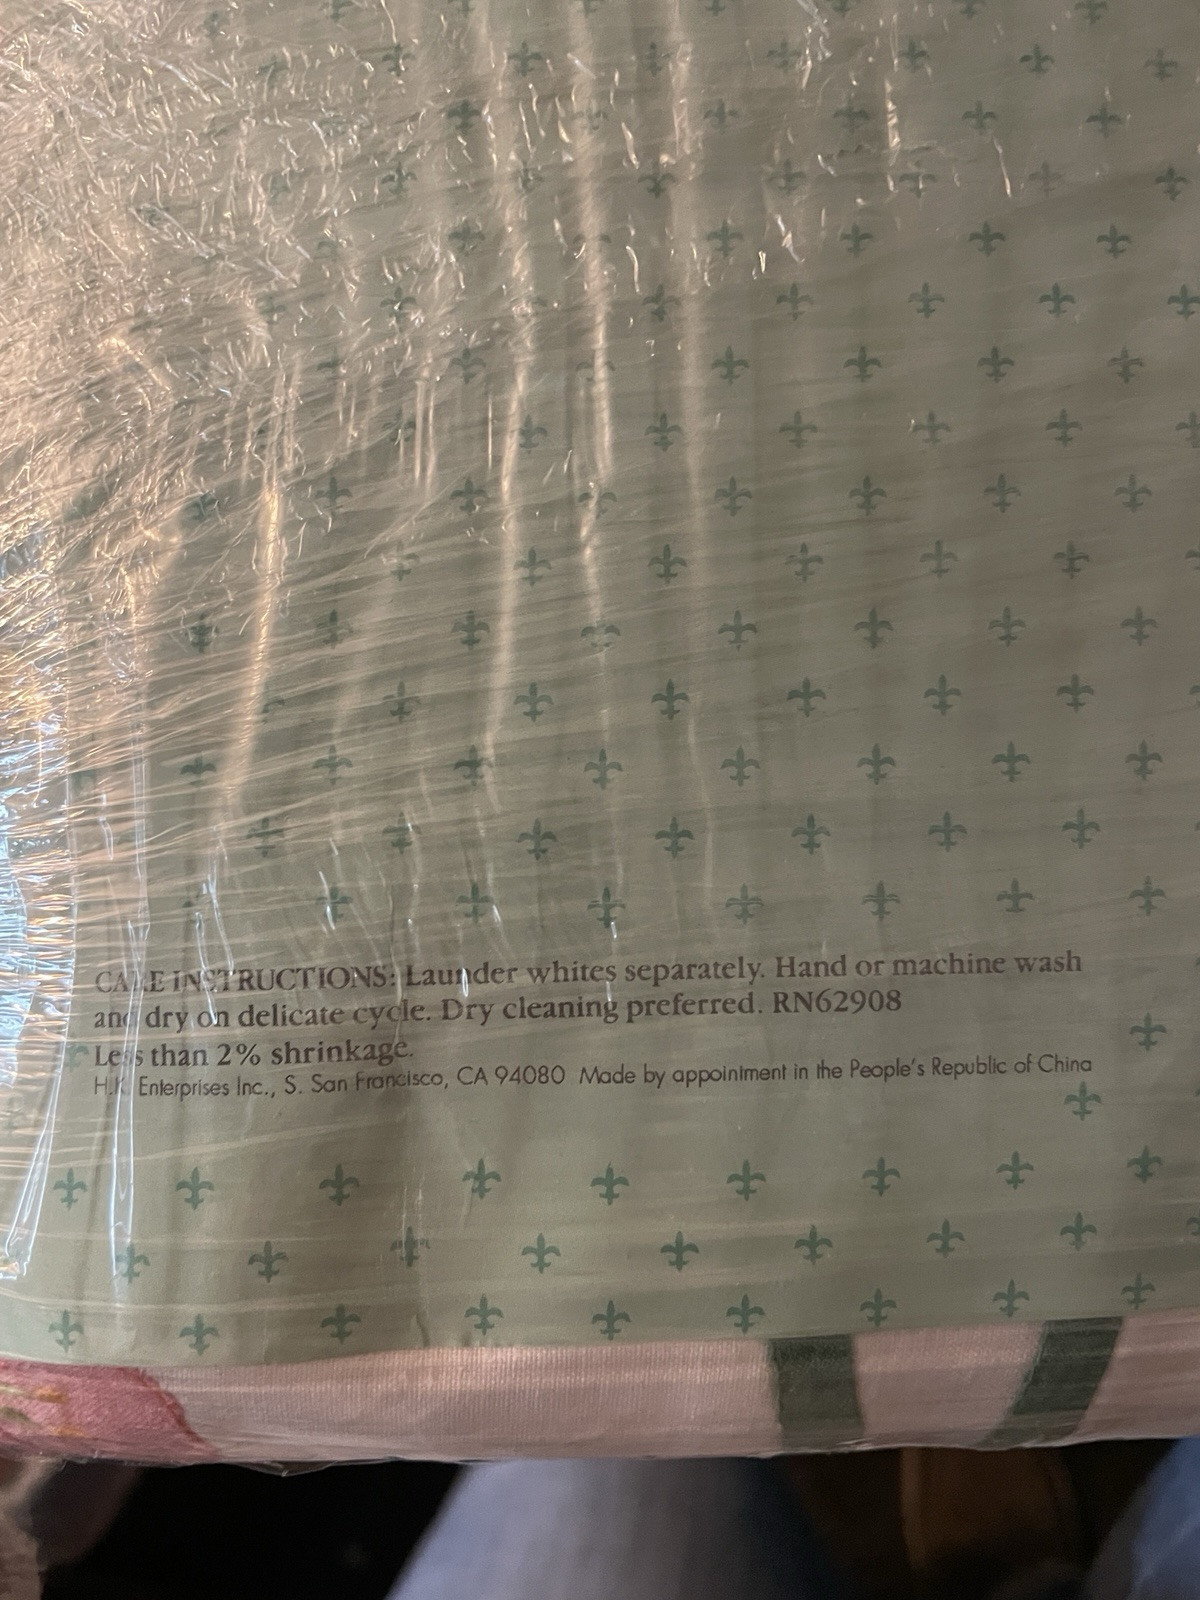 CARE INSTRUCTIONS: Launder whites separately. Hand or machine wash
and dry on delicate cycle. Dry cleaning preferred. RN62908
Less than 2% shrinkage.
H.K. Enterprises Inc., S. San Francisco, CA 94080 Made by appointment in the People's Republic of China